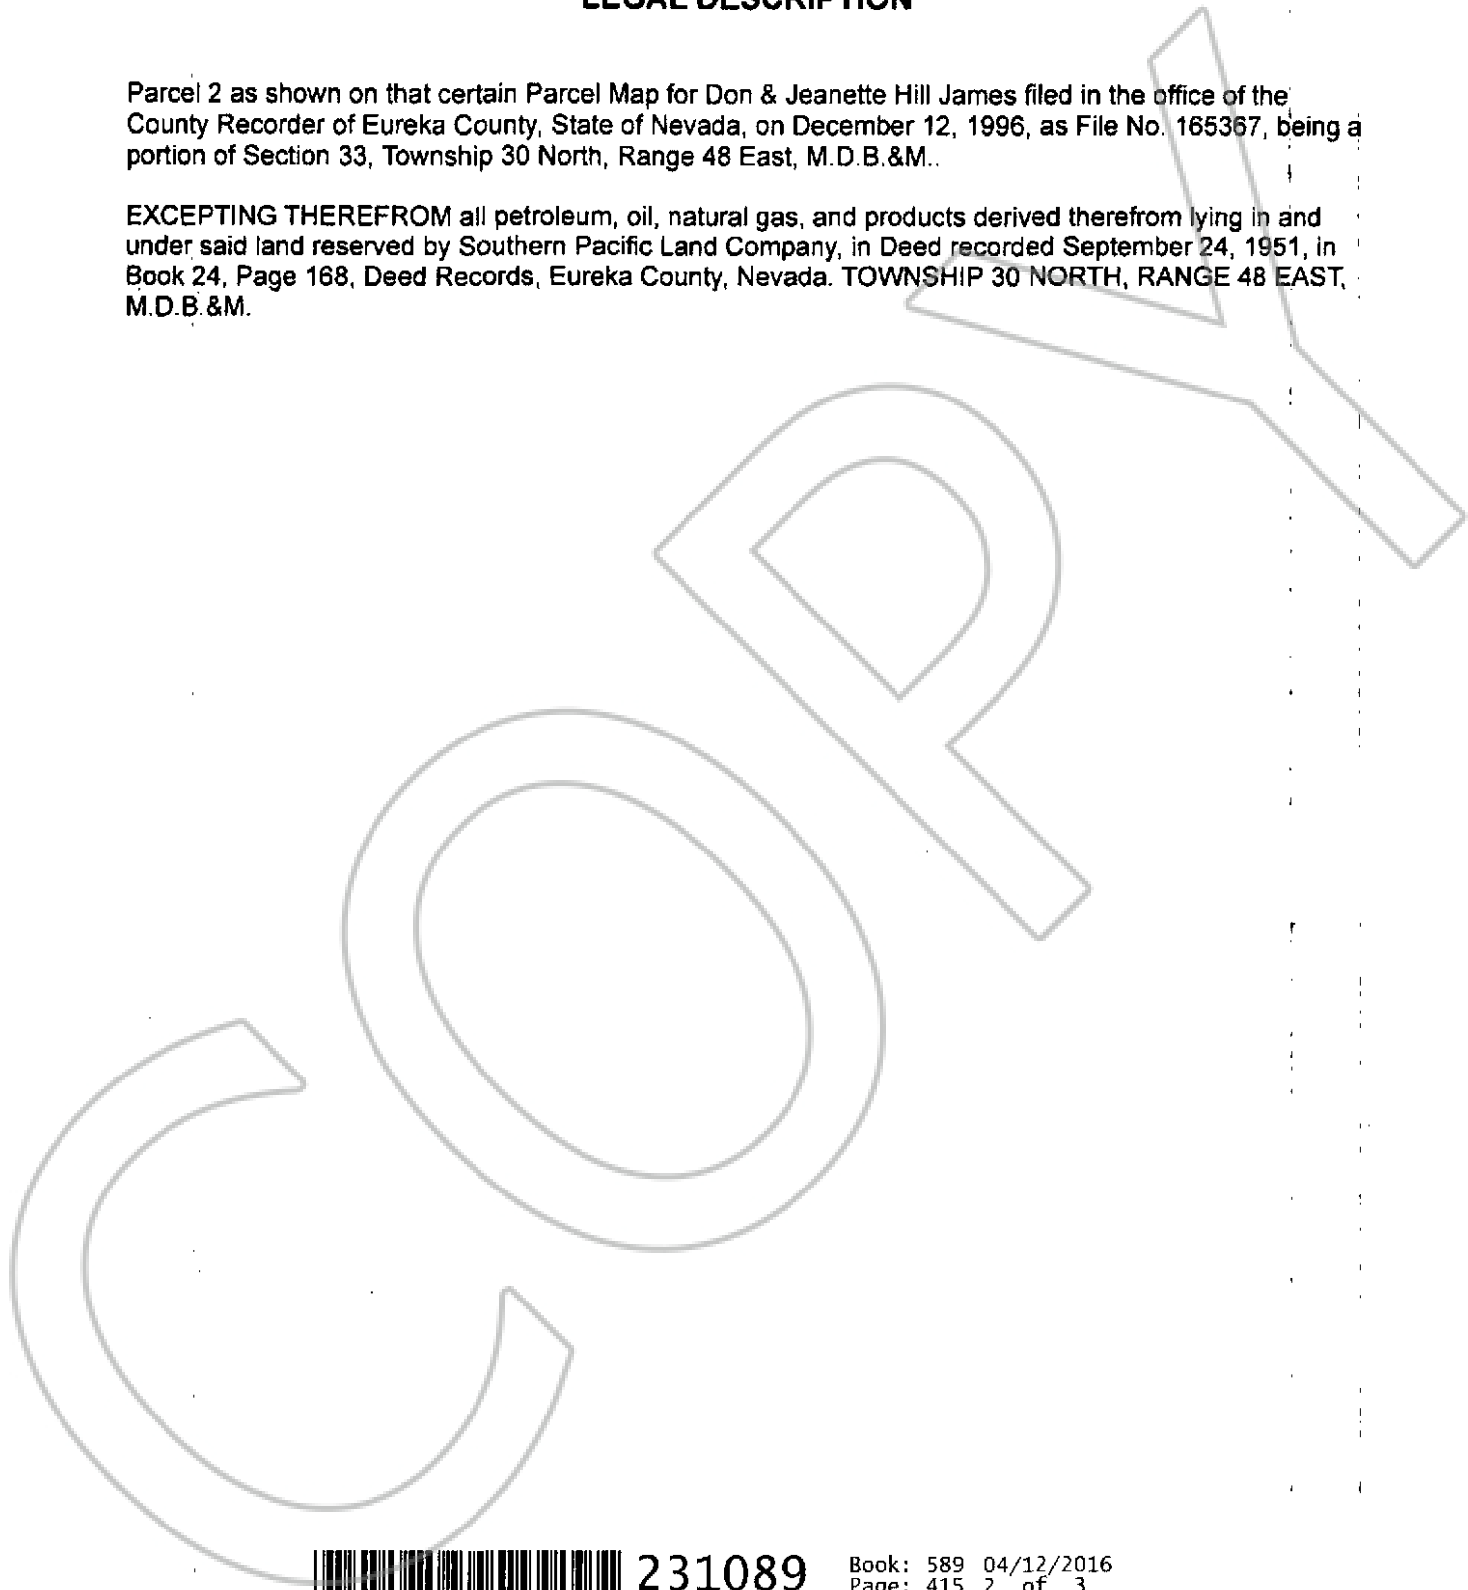 LEGAL DESCRIPTION
Parcel 2 as shown on that certain Parcel Map for Don & Jeanette Hill James filed in the office of the
County Recorder of Eureka County, State of Nevada, on December 12, 1996, as File No. 165367, being a
portion of Section 33, Township 30 North, Range 48 East, M.D.B.&M..
EXCEPTING THEREFROM all petroleum, oil, natural gas, and products derived therefrom lying in and
under said land reserved by Southern Pacific Land Company, in Deed recorded September 24, 1951, in
Book 24, Page 168, Deed Records, Eureka County, Nevada. TOWNSHIP 30 NORTH, RANGE 48 EAST,
M.D.B.&M.
COPY
231089
Book: 589 04/12/2016
Page: 415 2 of 3